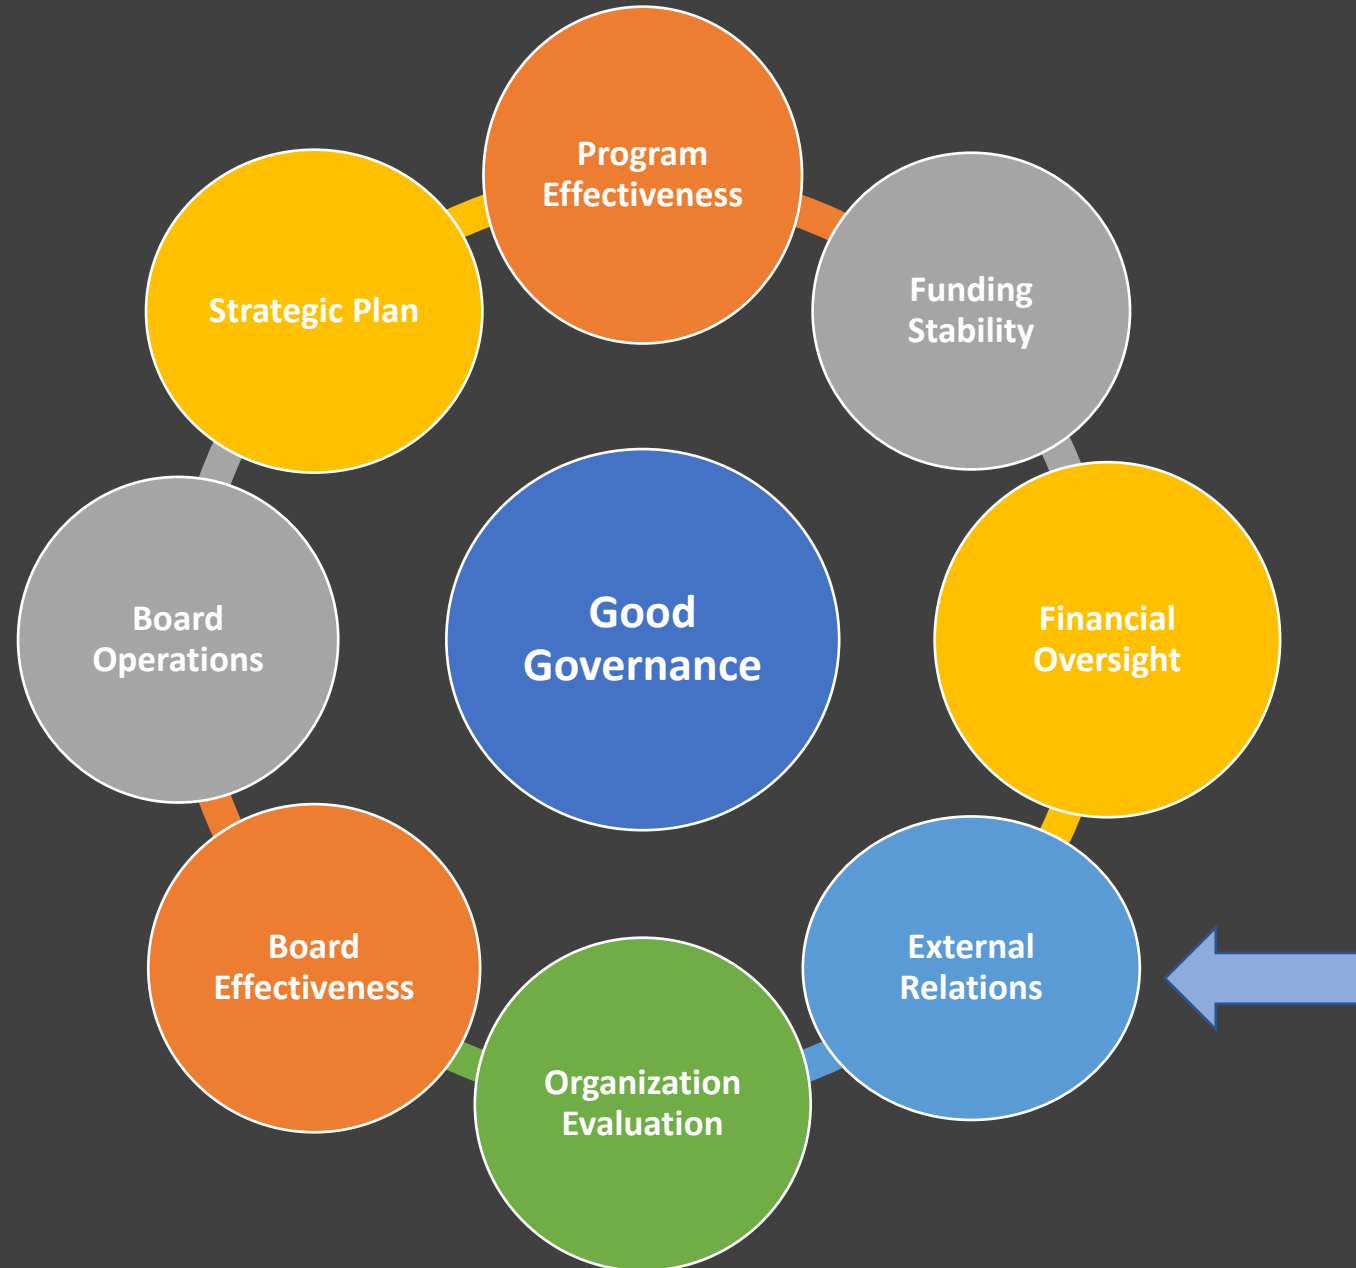 Program
Effectiveness
Funding
Stability
Strategic Plan
Good
Governance
Board
Operations
Financial
Oversight
Board
Effectiveness
External
Relations
Organization
Evaluation